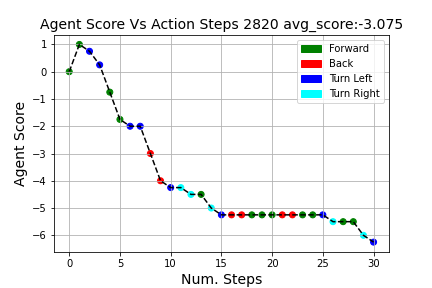 Agent Score Vs Action Steps 2820 avg_score:-3.075
Forward
Back
Turn Left
Turn Right
1
0
−1
−2
−3
−4
−5
−6
Agent Score
0 5 10 15 20 25 30
Num. Steps